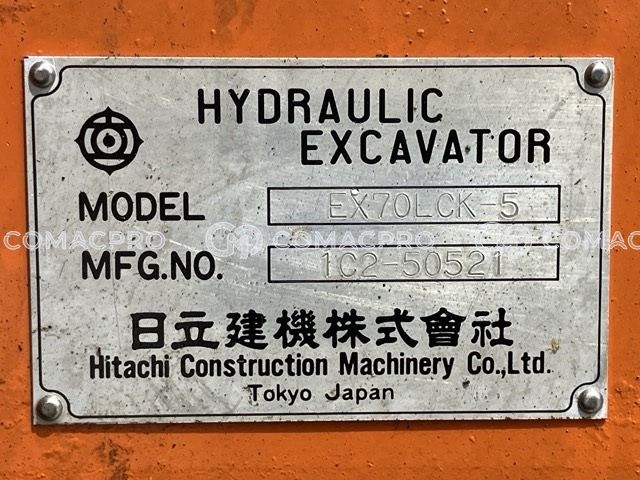 HYDRAULIC
EXCAVATOR
MODEL EX70LCK-5
COMACPRO COMACPRO
MFG.NO. 1C2-50521
日立建機株式會社
Hitachi Construction Machinery Co.,Ltd.
Tokyo Japan